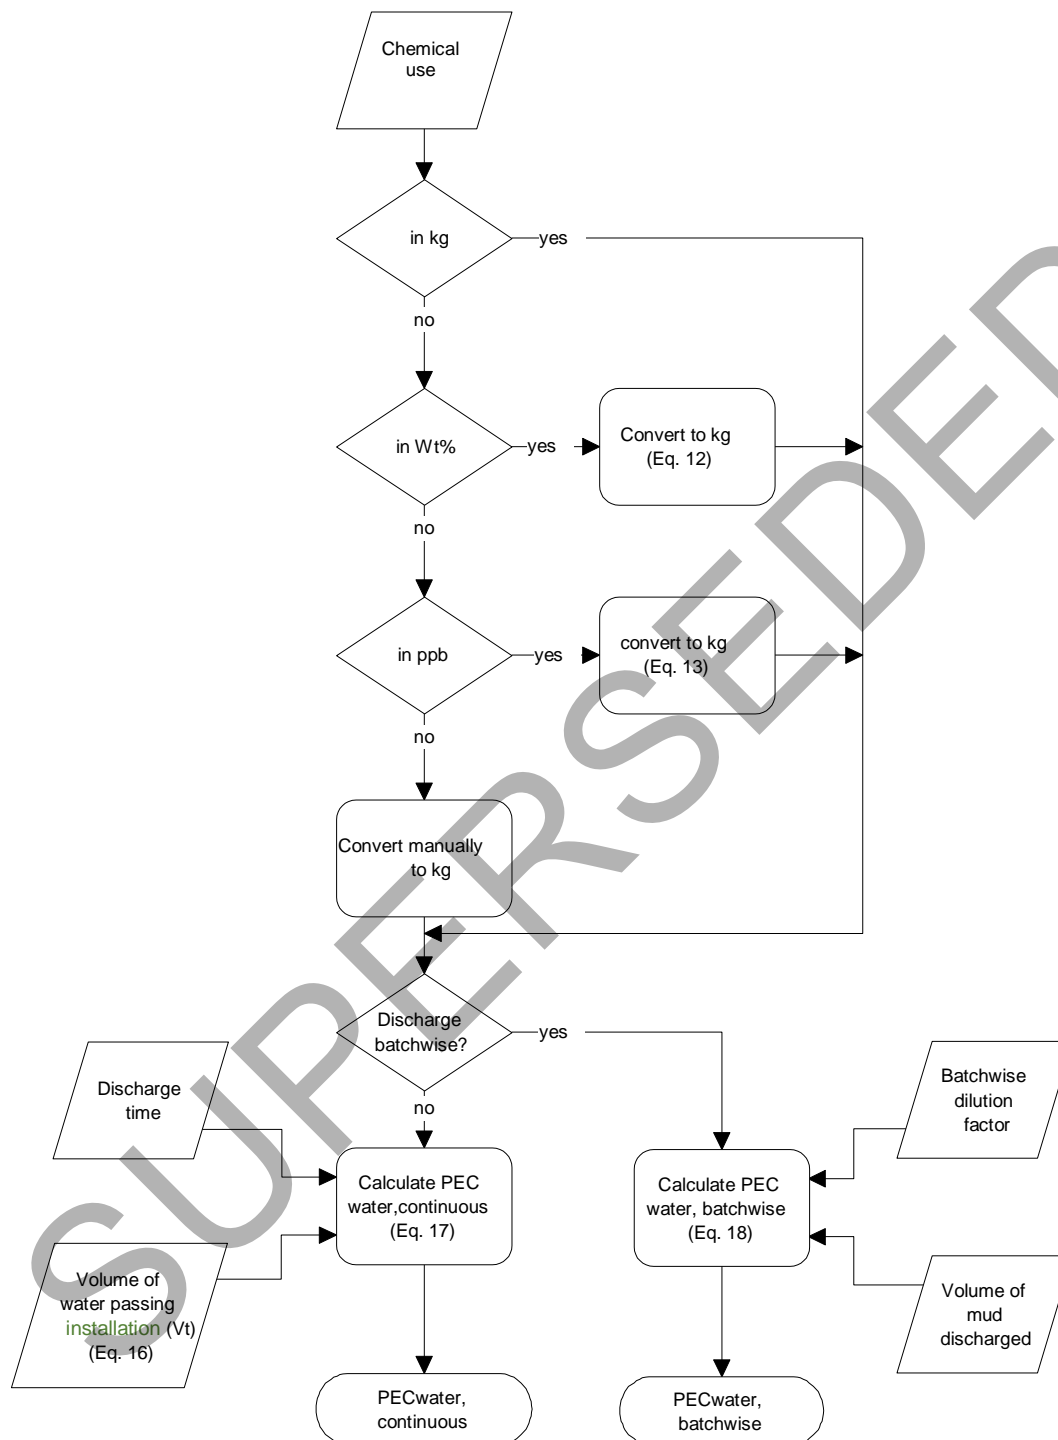 Chemical
use
in kg
yes
no
in Wt%
yes
Convert to kg
(Eq. 12)
no
in ppb
yes
convert to kg
(Eq. 13)
no
Convert manually
to kg
Discharge
batchwise?
yes
no
Discharge
time
Batchwise
dilution
factor
Calculate PEC
water,continuous
(Eq. 17)
Calculate PEC
water, batchwise
(Eq. 18)
Volume of
water passing
installation (Vt)
(Eq. 16)
Volume of
mud
discharged
PECwater,
continuous
PECwater,
batchwise
SUPERSEDED